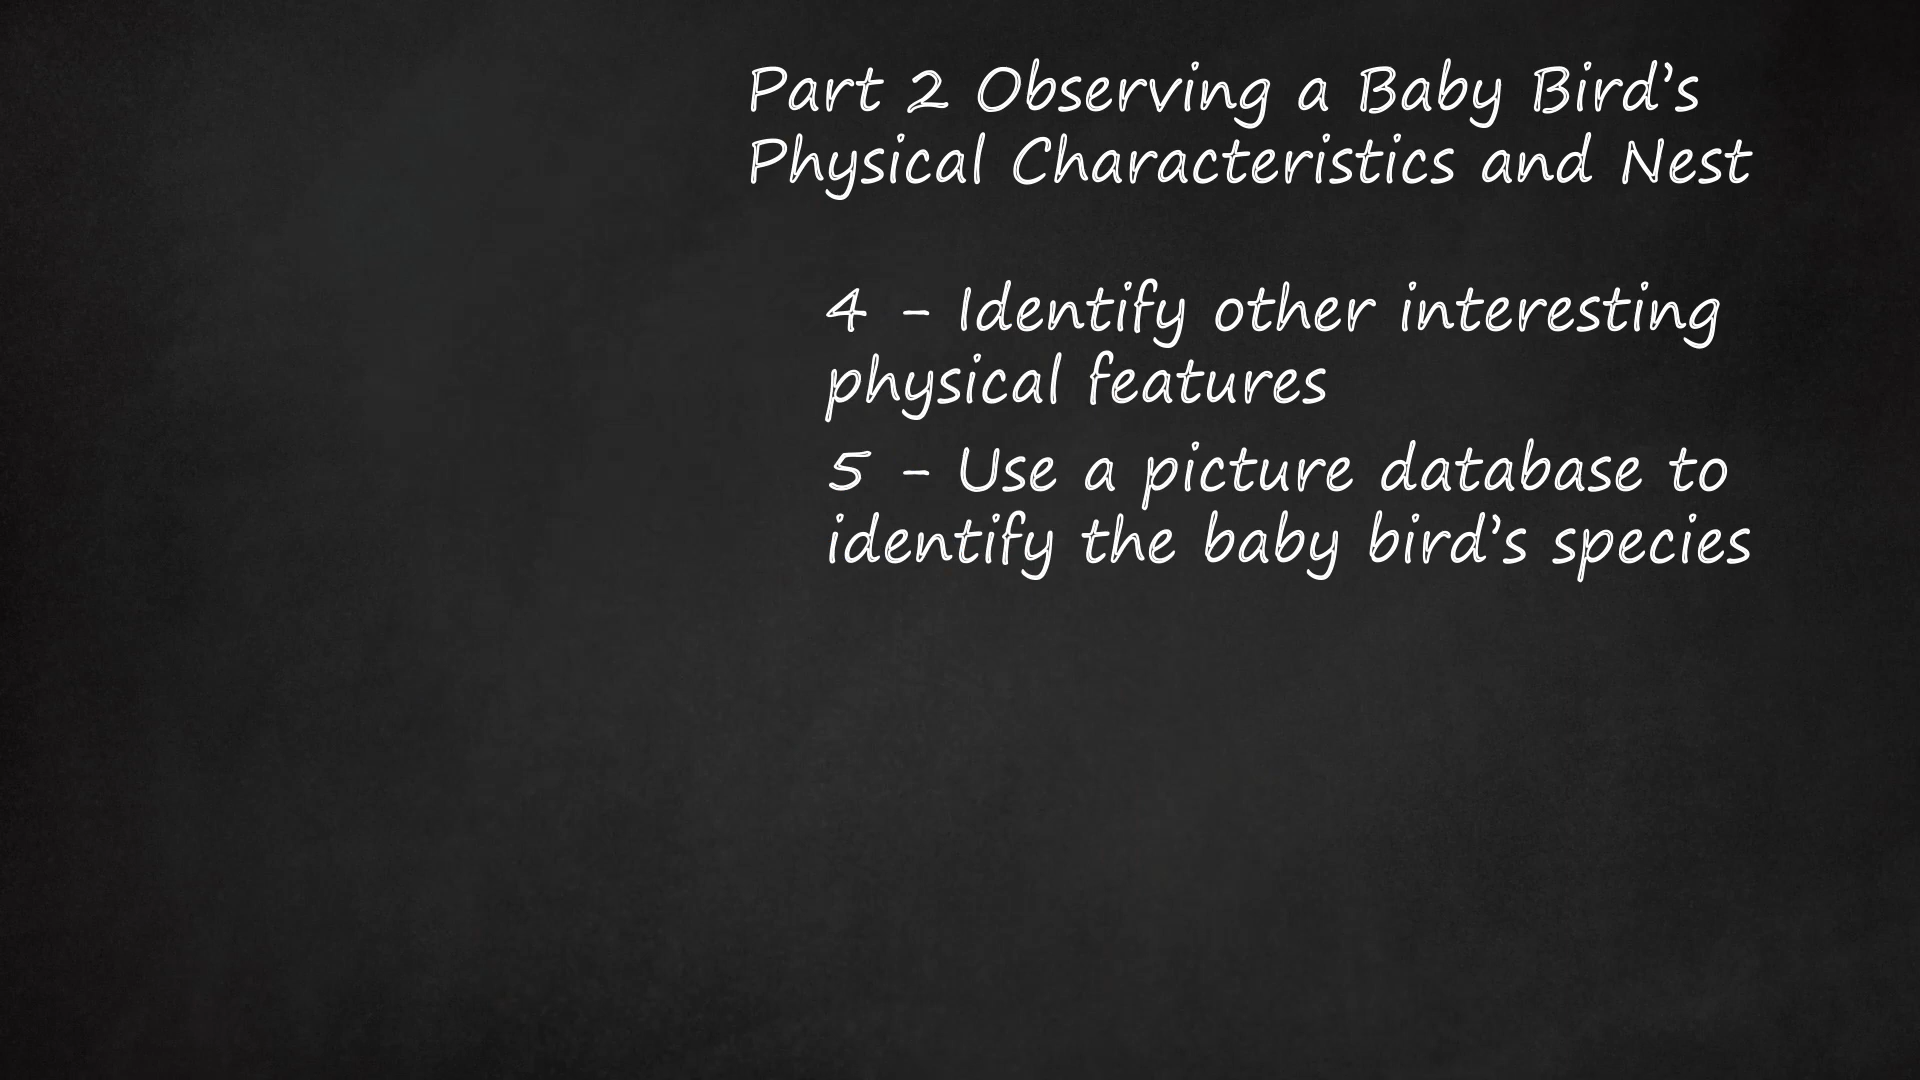 Part 2 Observing a Baby Bird’s
Physical Characteristics and Nest
4 - Identify other interesting
physical features
5 - Use a picture database to
identify the baby bird’s species